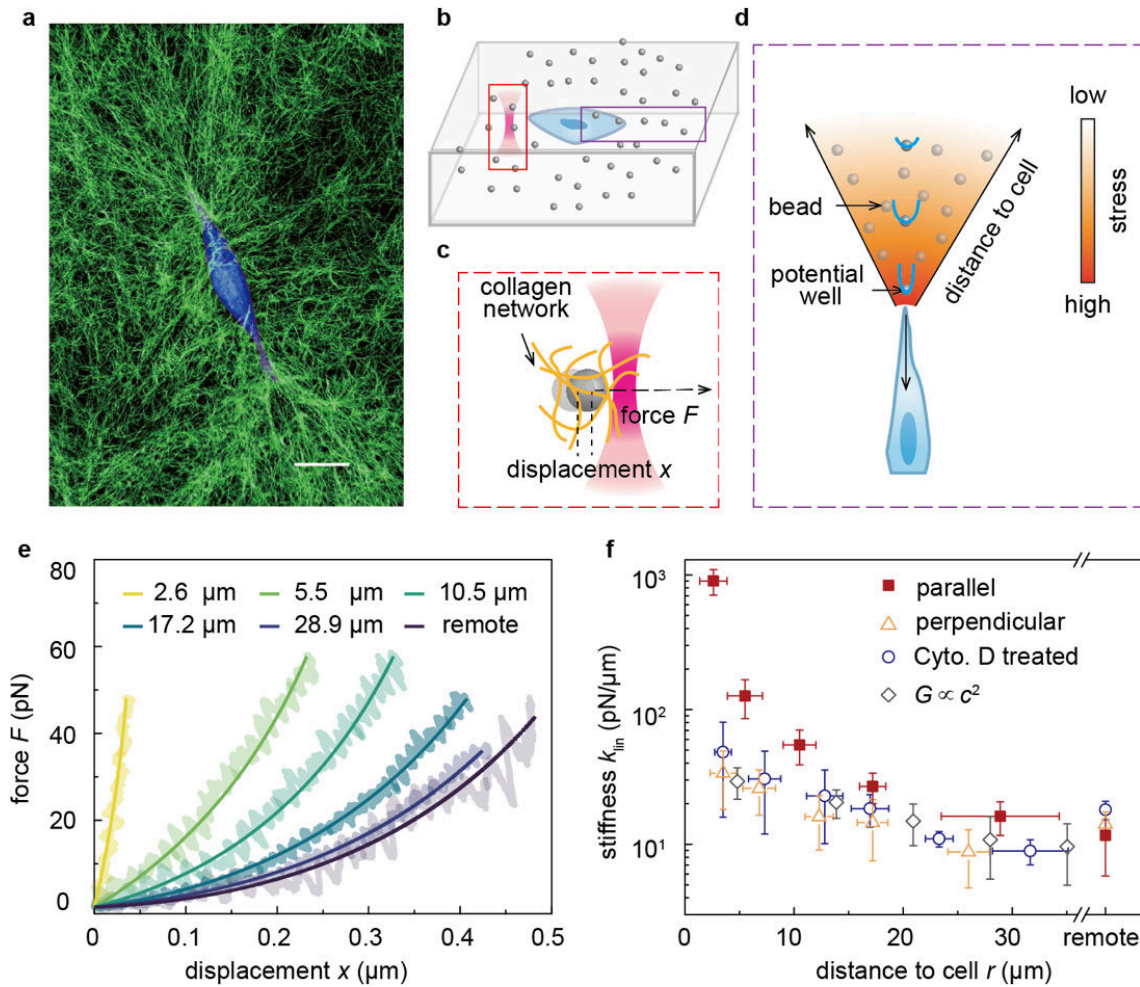 a
b
c
collagen
network
force F
displacement x
d
low
stress
high
bead
potential
well
distance to cell
e
80
60
40
20
0
force F (pN)
2.6 µm
5.5 µm
10.5 µm
17.2 µm
28.9 µm
remote
0
0.1
0.2
0.3
0.4
0.5
displacement x (µm)
f
10³
10²
10¹
stiffness k_lin (pN/µm)
parallel
perpendicular
Cyto. D treated
G ∝ c²
0
10
20
30
remote
distance to cell r (µm)